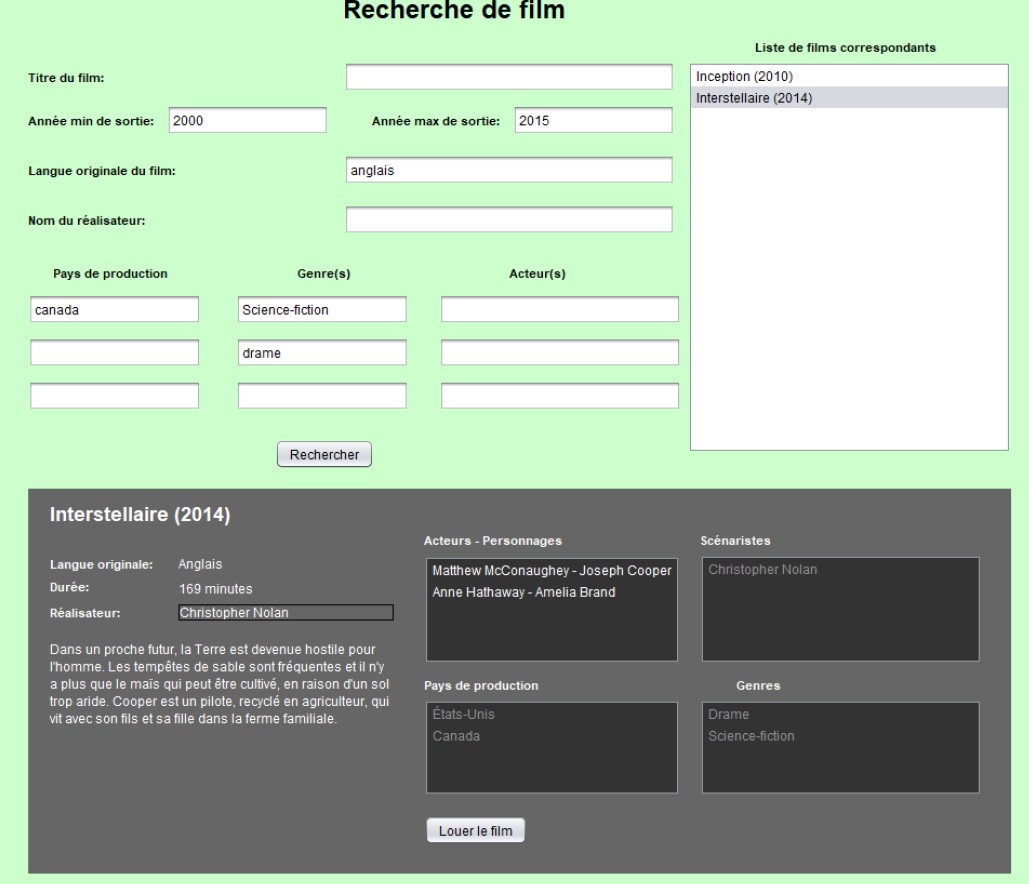 Recherche de film
Liste de films correspondants
Titre du film:
Inception (2010)
Interstellaire (2014)
Année min de sortie: 2000 Année max de sortie: 2015
Langue originale du film: anglais
Nom du réalisateur:
Pays de production Genre(s) Acteur(s)
canada Science-fiction
drame
Rechercher
Interstellaire (2014)
Langue originale: Anglais
Durée: 169 minutes
Réalisateur: Christopher Nolan
Dans un proche futur, la Terre est devenue hostile pour
l'homme. Les tempêtes de sable sont fréquentes et il n'y
a plus que le maïs qui peut être cultivé, en raison d'un sol
trop aride. Cooper est un pilote, recyclé en agriculteur, qui
vit avec son fils et sa fille dans la ferme familiale.
Acteurs - Personnages
Matthew McConaughey - Joseph Cooper
Anne Hathaway - Amelia Brand
Scénaristes
Christopher Nolan
Pays de production
États-Unis
Canada
Genres
Drame
Science-fiction
Louer le film